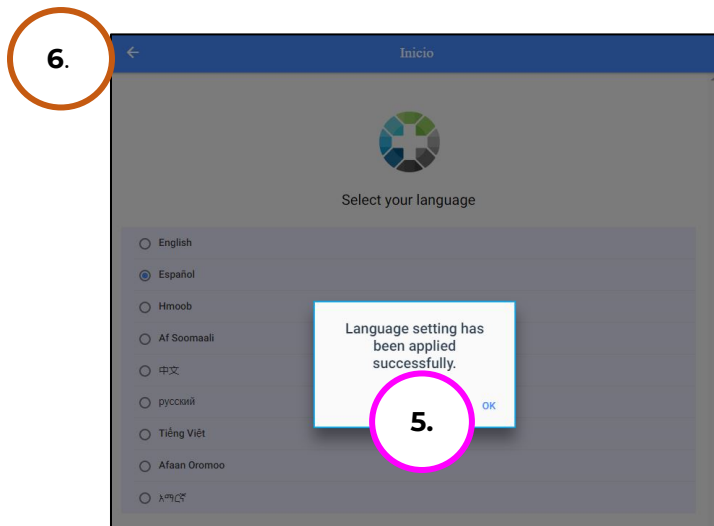 6.
Inicio
Select your language
English
Español
Hmoob
Af Soomaali
中文
русский
Tiếng Việt
Afaan Oromoo
አማርኛ
Language setting has
been applied
successfully.
OK
5.